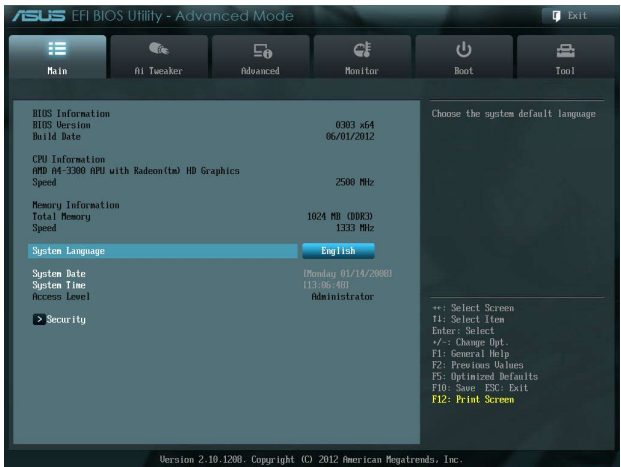 ASUS EFI BIOS Utility - Advanced Mode
Exit
Main
Ai Tweaker
Advanced
Monitor
Boot
Tool
BIOS Information
BIOS Version 0303 x64
Build Date 06/01/2012
CPU Information
AMD A4-3300 APU with Radeon(tm) HD Graphics
Speed 2500 MHz
Memory Information
Total Memory 1024 MB (DDR3)
Speed 1333 MHz
System Language English
System Date [Monday 01/14/2008]
System Time [13:06:48]
Access Level Administrator
> Security
Choose the system default language
→←: Select Screen
↑↓: Select Item
Enter: Select
+/-: Change Opt.
F1: General Help
F2: Previous Values
F5: Optimized Defaults
F10: Save ESC: Exit
F12: Print Screen
Version 2.10.1208. Copyright (C) 2012 American Megatrends, Inc.